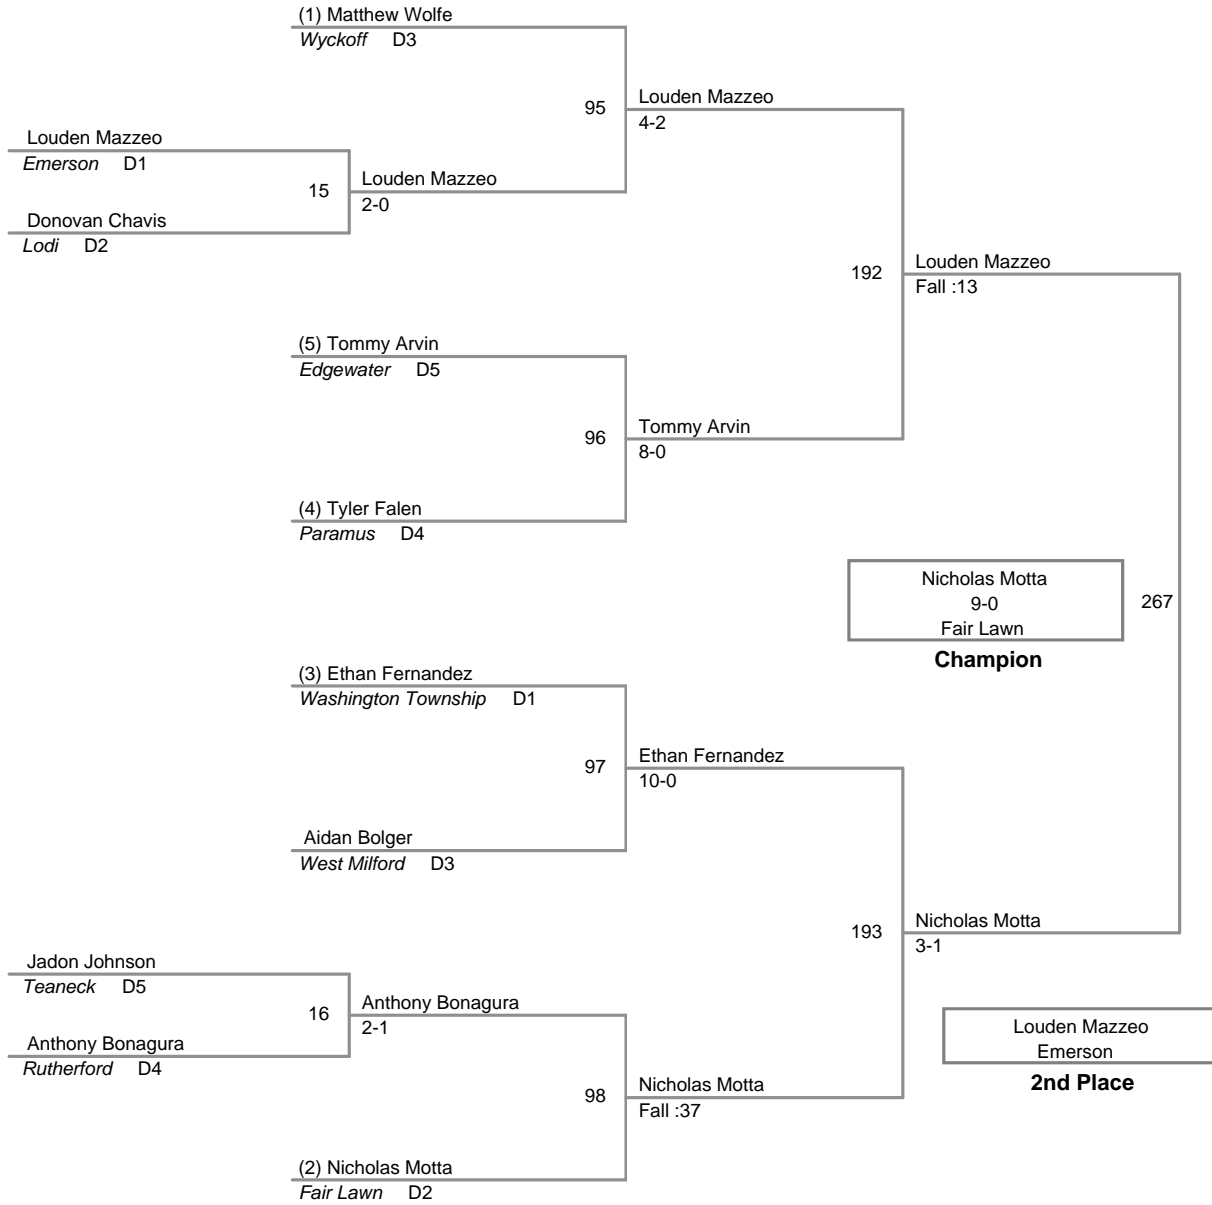 (1) Matthew Wolfe
Wyckoff D3
95
Louden Mazzeo
4-2
Louden Mazzeo
Emerson D1
15
Louden Mazzeo
2-0
Donovan Chavis
Lodi D2
192
Louden Mazzeo
Fall :13
(5) Tommy Arvin
Edgewater D5
96
Tommy Arvin
8-0
(4) Tyler Falen
Paramus D4
Nicholas Motta
9-0
Fair Lawn
Champion
267
(3) Ethan Fernandez
Washington Township D1
97
Ethan Fernandez
10-0
Aidan Bolger
West Milford D3
193
Nicholas Motta
3-1
Jadon Johnson
Teaneck D5
16
Anthony Bonagura
2-1
Anthony Bonagura
Rutherford D4
Louden Mazzeo
Emerson
2nd Place
98
Nicholas Motta
Fall :37
(2) Nicholas Motta
Fair Lawn D2